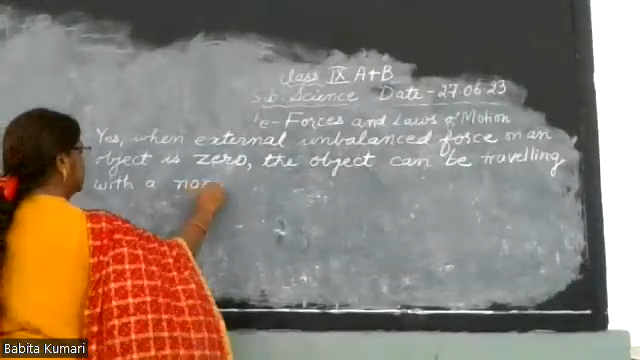 Class IX A+B
Sub Science Date-27.06.23
e-Forces and Laws of Motion
Yes, when external unbalanced force on an
object is zero, the object can be travelling
with a non
Babita Kumari